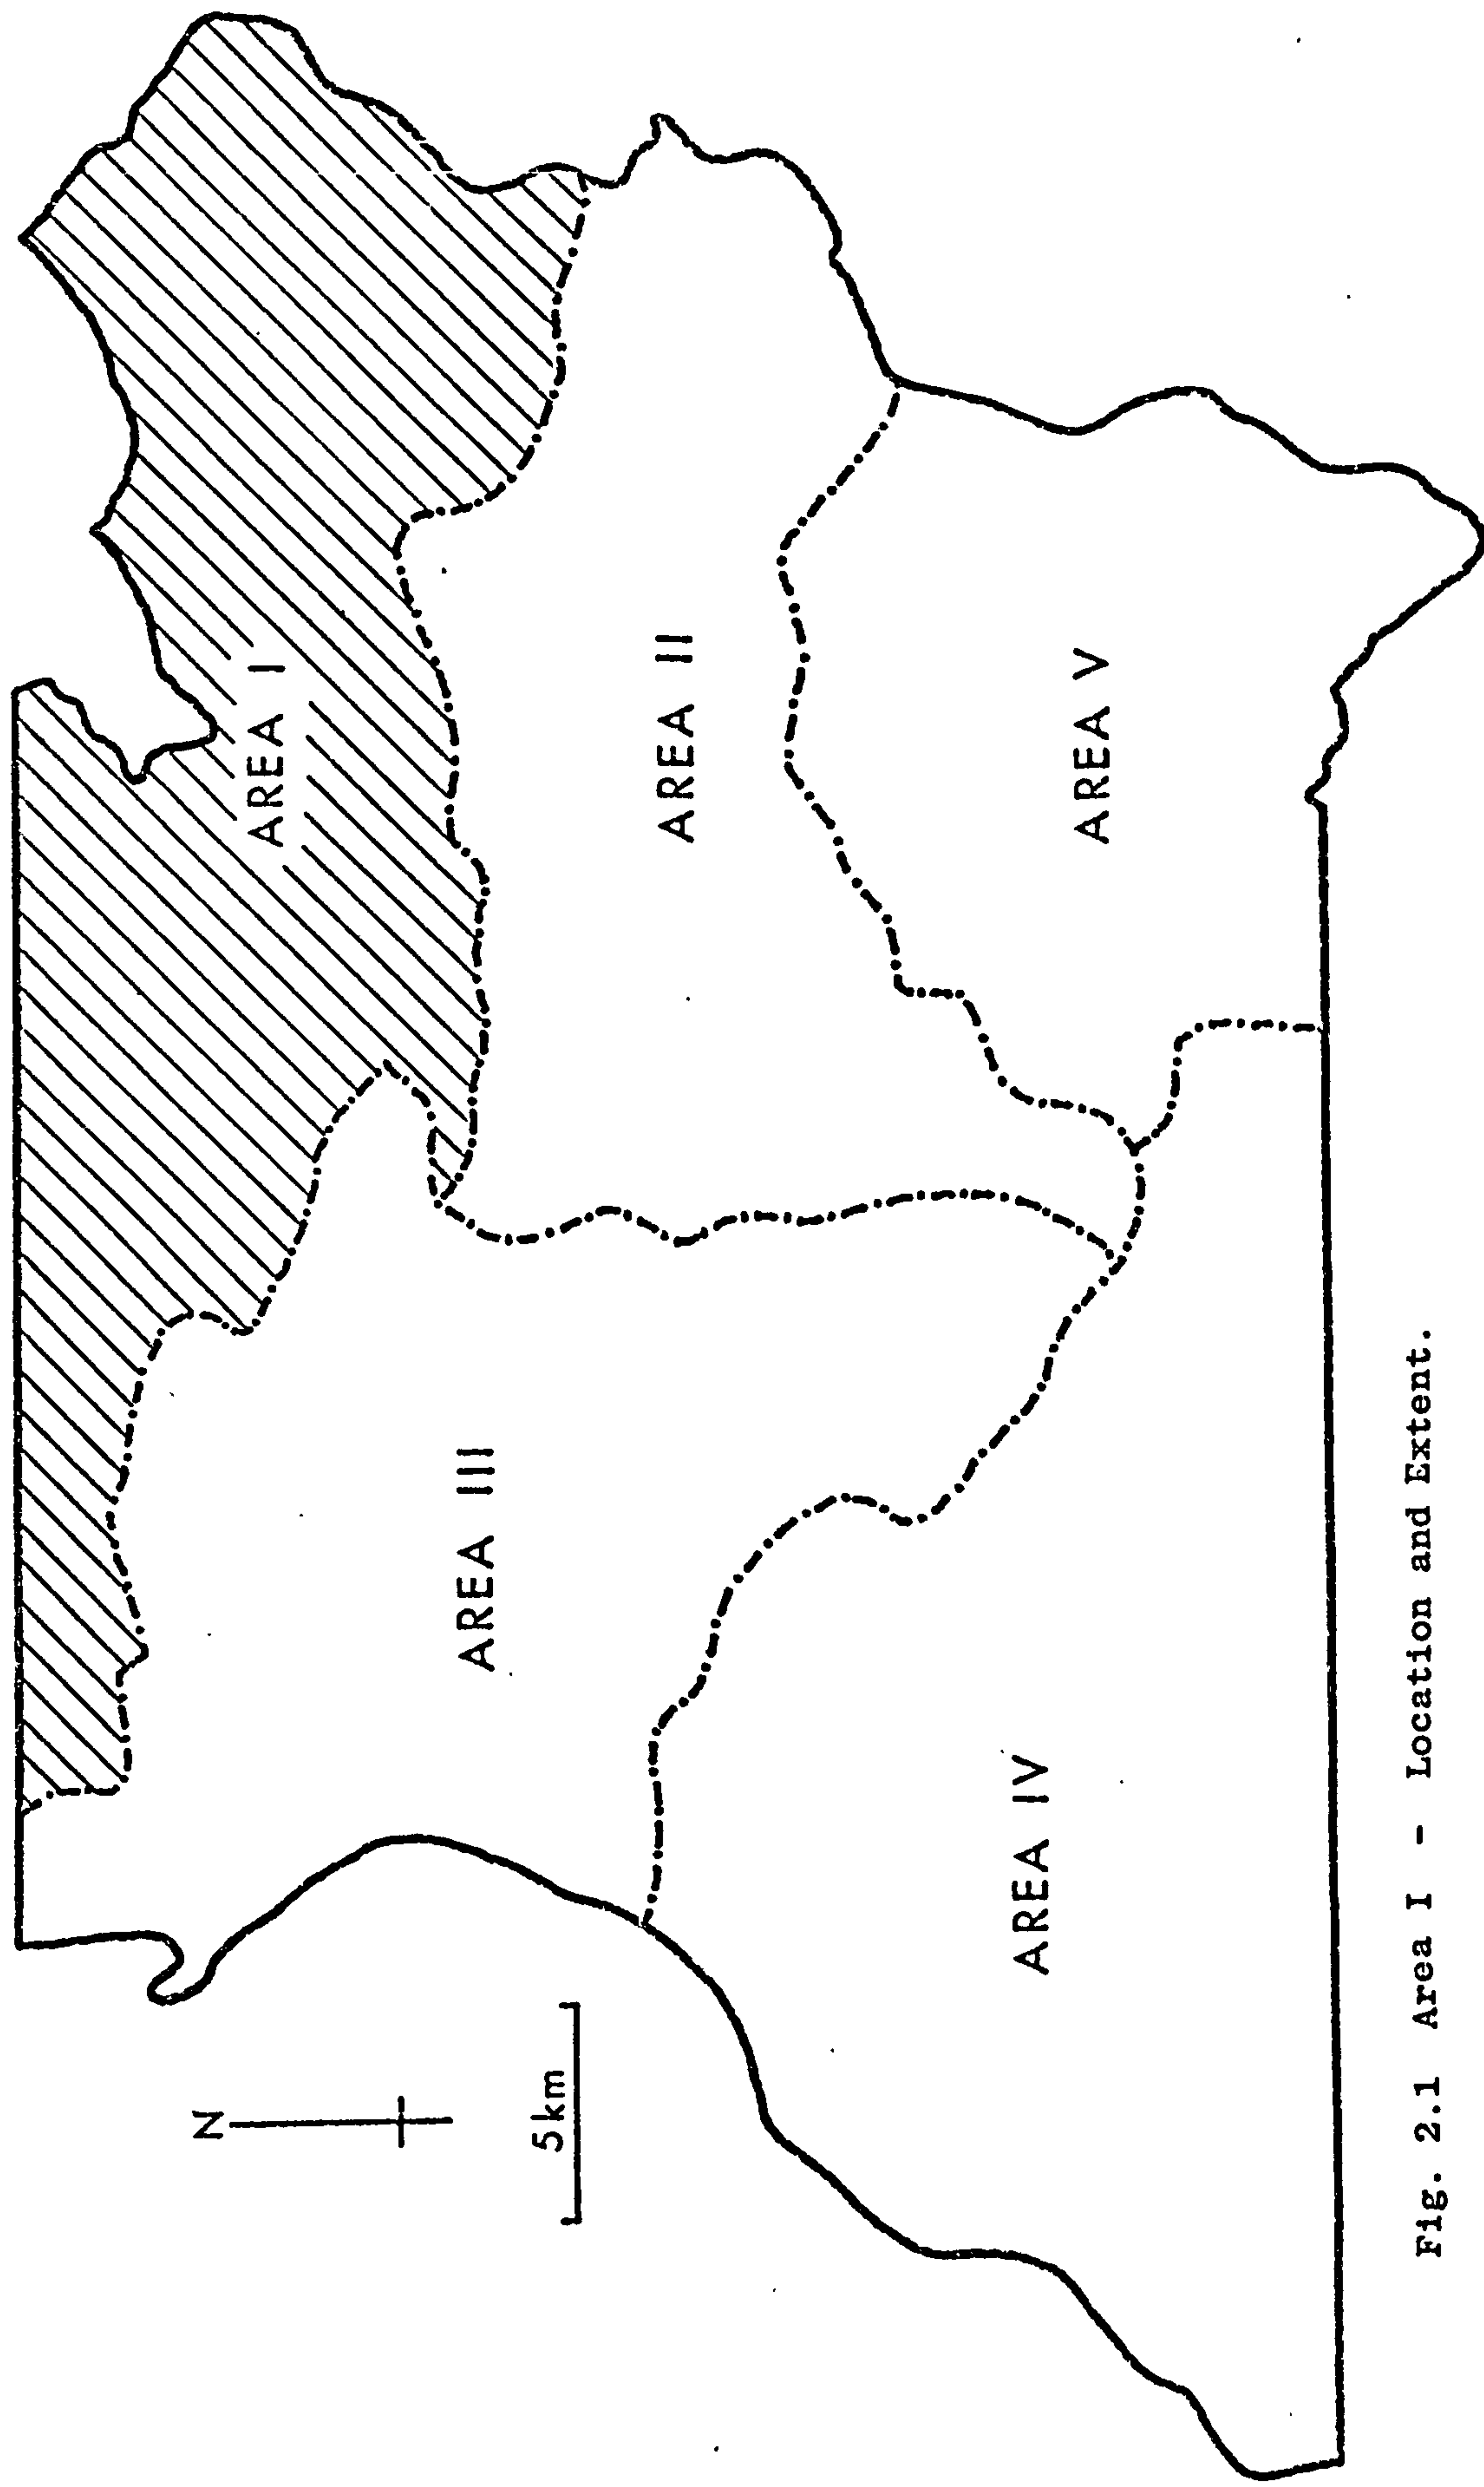 AREA I
AREA II
AREA III
AREA V
AREA IV
N
5km
Fig. 2.1 Area I - Location and Extent.